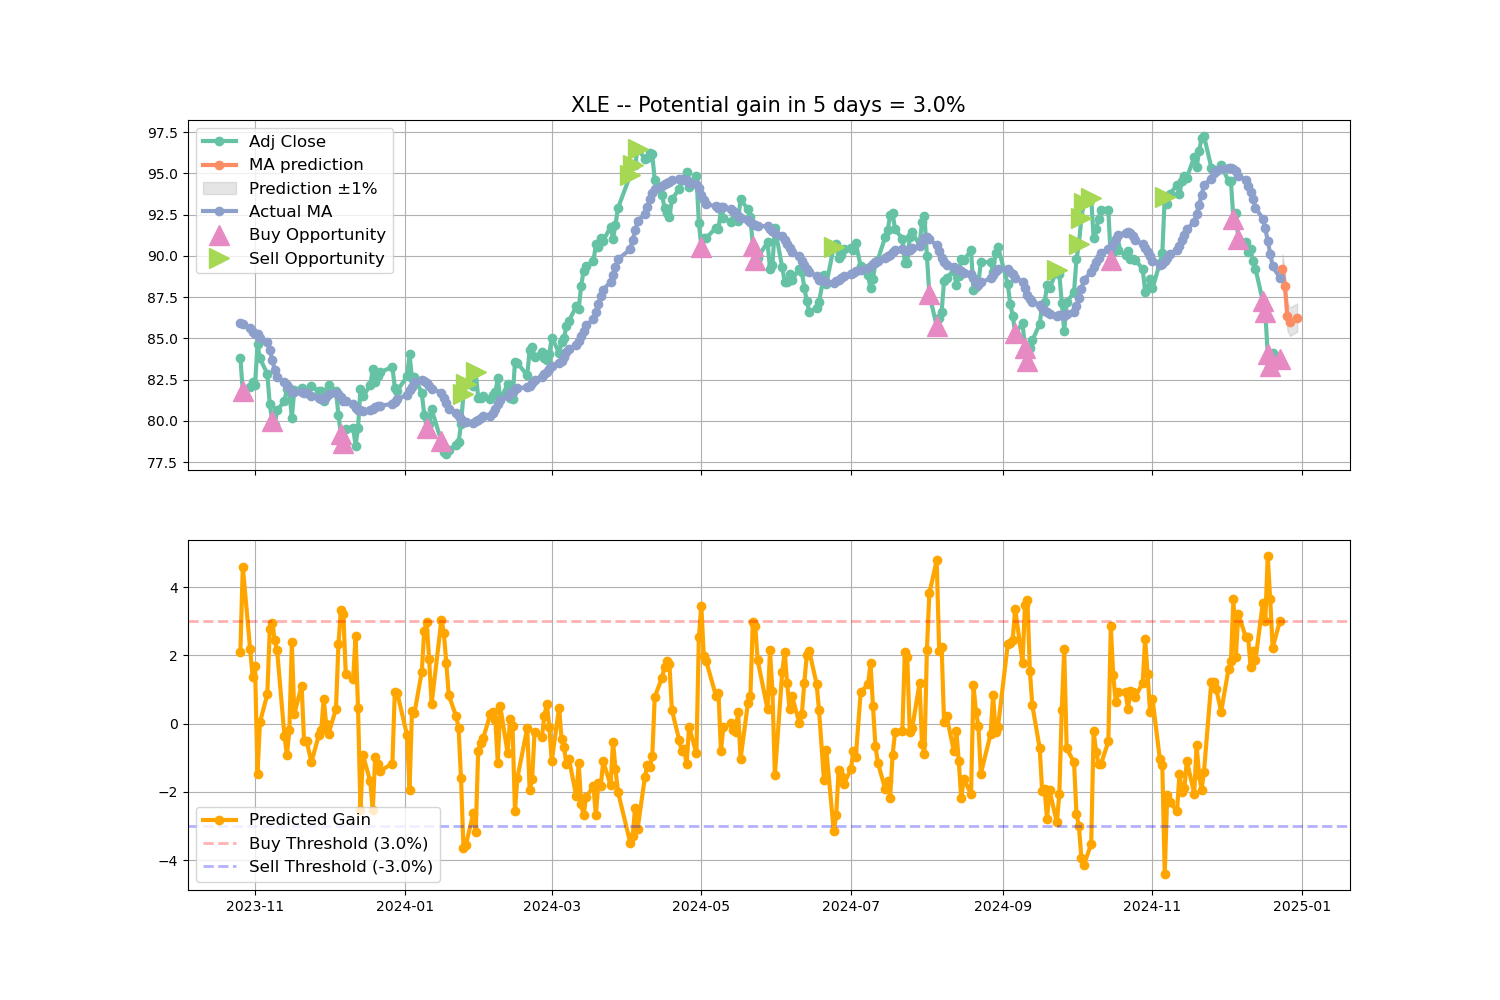 XLE -- Potential gain in 5 days = 3.0%
97.5
95.0
92.5
90.0
87.5
85.0
82.5
80.0
77.5
Adj Close
MA prediction
Prediction ±1%
Actual MA
Buy Opportunity
Sell Opportunity
4
2
0
−2
−4
Predicted Gain
Buy Threshold (3.0%)
Sell Threshold (-3.0%)
2023-11
2024-01
2024-03
2024-05
2024-07
2024-09
2024-11
2025-01